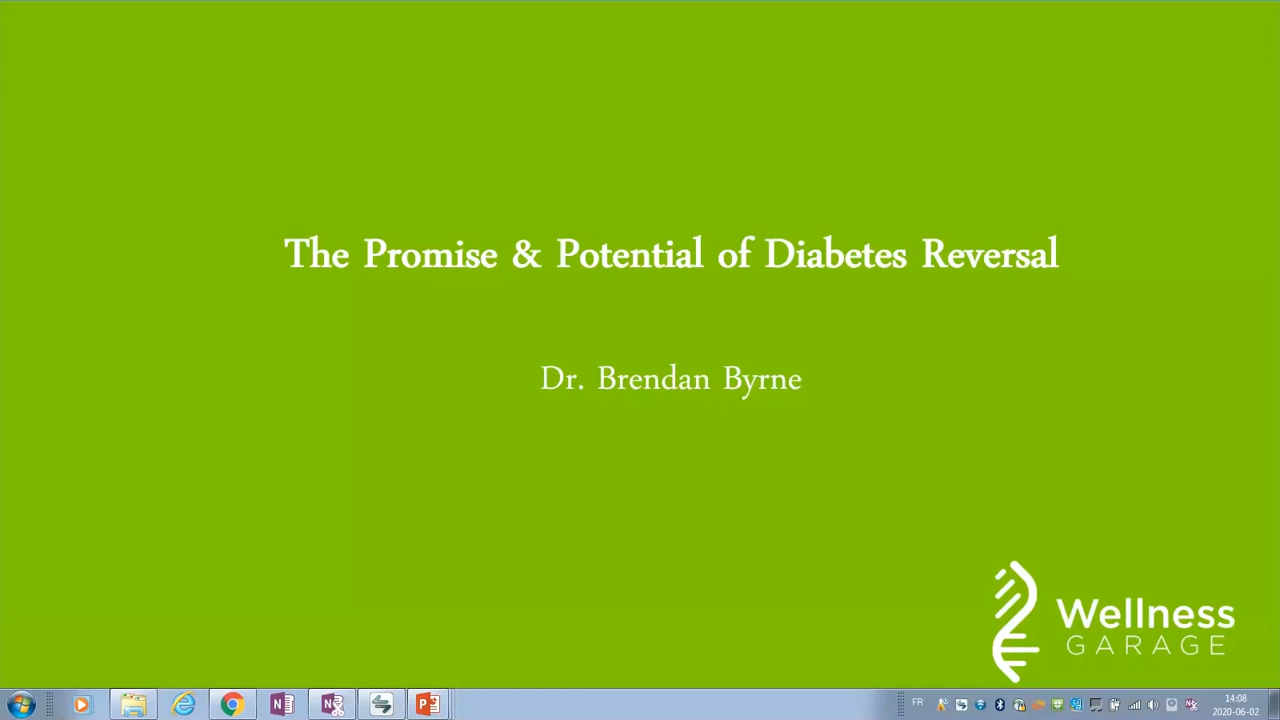 The Promise & Potential of Diabetes Reversal
Dr. Brendan Byrne
Wellness
GARAGE
FR
14:08
2020-06-02